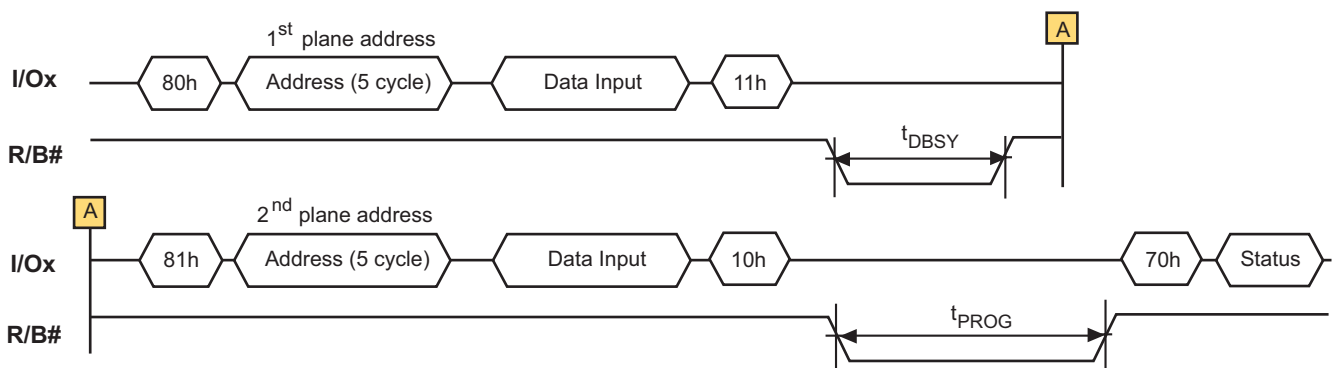 1st plane address
A
I/Ox 80h Address (5 cycle) Data Input 11h
R/B# tDBSY
A
2nd plane address
I/Ox 81h Address (5 cycle) Data Input 10h 70h Status
R/B# tPROG